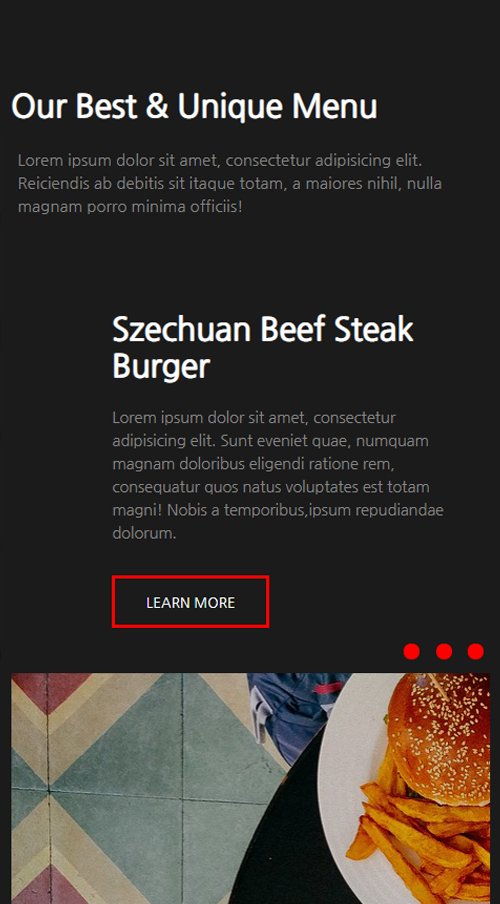 Our Best & Unique Menu
Lorem ipsum dolor sit amet, consectetur adipisicing elit.
Reiciendis ab debitis sit itaque totam, a maiores nihil, nulla
magnam porro minima officiis!
Szechuan Beef Steak
Burger
Lorem ipsum dolor sit amet, consectetur
adipisicing elit. Sunt eveniet quae, numquam
magnam doloribus eligendi ratione rem,
consequatur quos natus voluptates est totam
magni! Nobis a temporibus,ipsum repudiandae
dolorum.
LEARN MORE